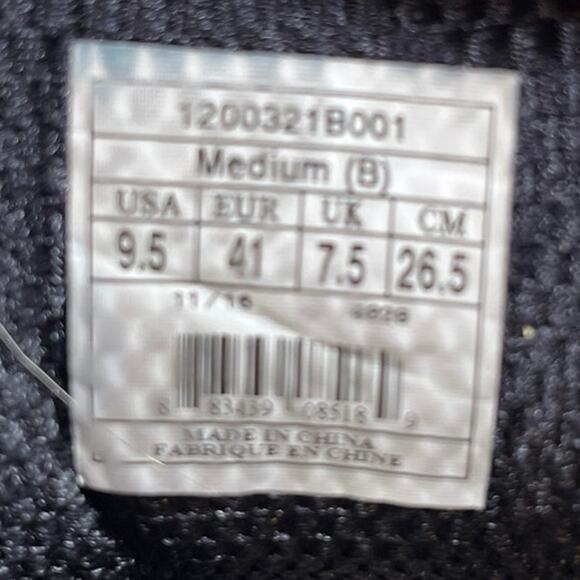 1200321B001
Medium (B)
USA EUR UK CM
9.5 41 7.5 26.5
11/16
8 83459 08518 9
MADE IN CHINA
FABRIQUE EN CHINE